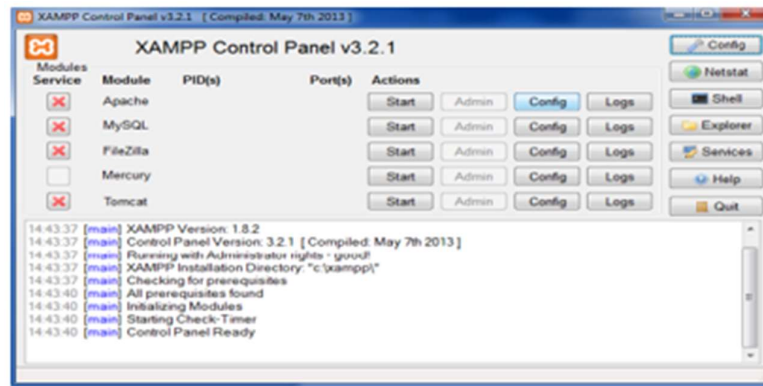 XAMPP Control Panel v3.2.1 [ Compiled: May 7th 2013 ]
XAMPP Control Panel v3.2.1
Config
Modules
Service Module PID(s) Port(s) Actions
Netstat
Apache Start Admin Config Logs
Shell
MySQL Start Admin Config Logs
Explorer
FileZilla Start Admin Config Logs
Services
Mercury Start Admin Config Logs
Help
Tomcat Start Admin Config Logs
Quit
14:43:37 [main] XAMPP Version: 1.8.2
14:43:37 [main] Control Panel Version: 3.2.1 [ Compiled: May 7th 2013 ]
14:43:37 [main] Running with Administrator rights - good!
14:43:37 [main] XAMPP Installation Directory: "c:\xampp\"
14:43:37 [main] Checking for prerequisites
14:43:40 [main] All prerequisites found
14:43:40 [main] Initializing Modules
14:43:40 [main] Starting Check-Timer
14:43:40 [main] Control Panel Ready